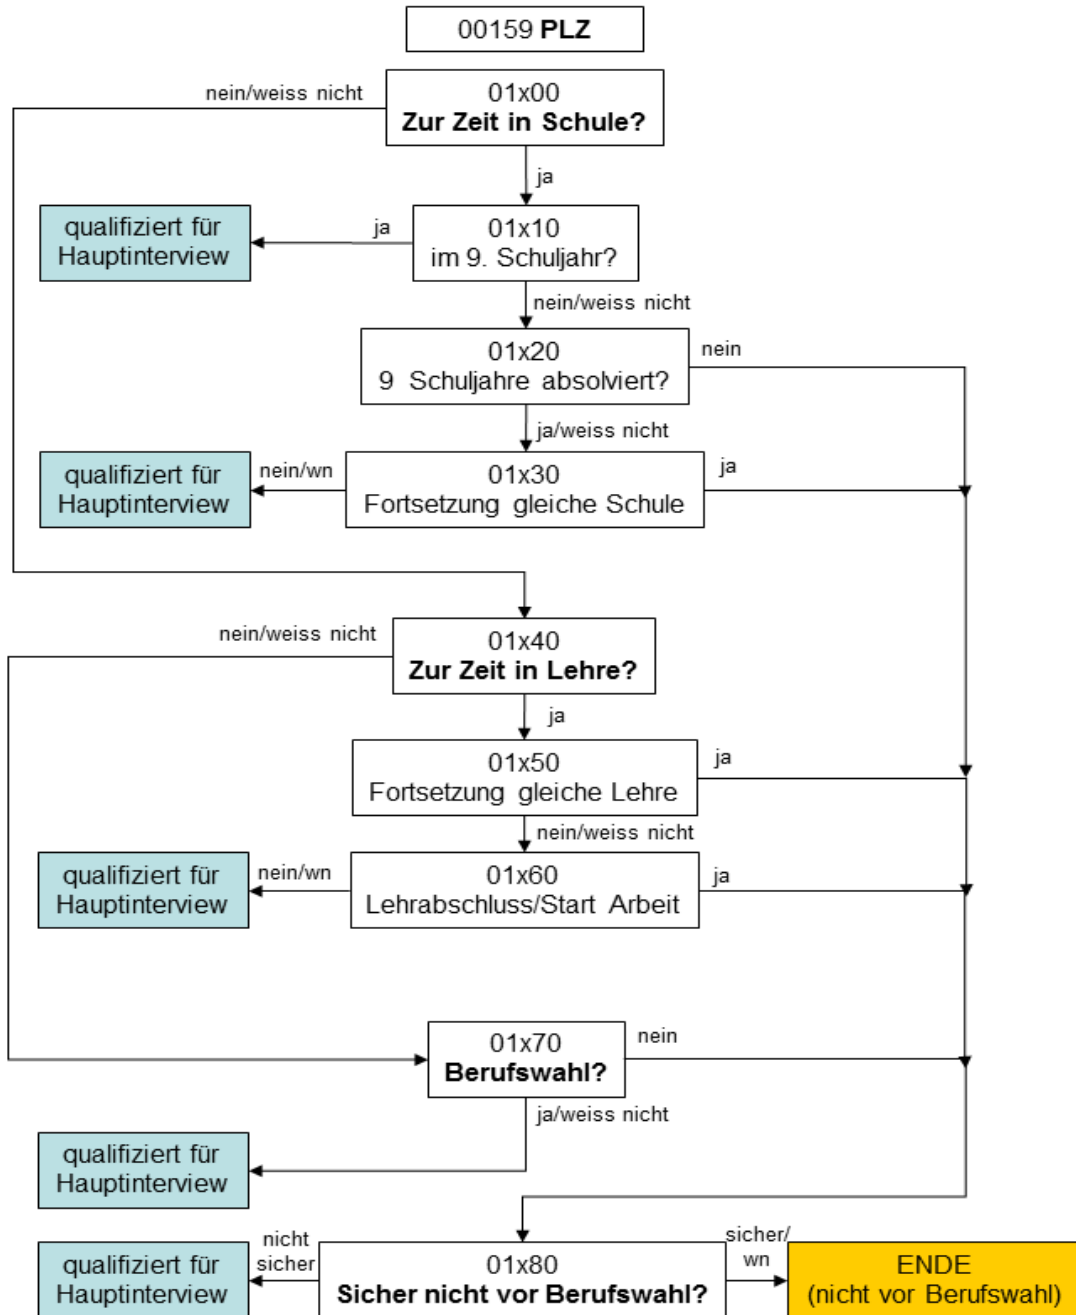 00159 PLZ
nein/weiss nicht
01x00
Zur Zeit in Schule?
ja
qualifiziert für
Hauptinterview
ja
01x10
im 9. Schuljahr?
nein/weiss nicht
01x20
9 Schuljahre absolviert?
nein
ja/weiss nicht
qualifiziert für
Hauptinterview
nein/wn
01x30
Fortsetzung gleiche Schule
ja
nein/weiss nicht
01x40
Zur Zeit in Lehre?
ja
01x50
Fortsetzung gleiche Lehre
ja
nein/weiss nicht
qualifiziert für
Hauptinterview
nein/wn
01x60
Lehrabschluss/Start Arbeit
ja
01x70
Berufswahl?
nein
ja/weiss nicht
qualifiziert für
Hauptinterview
qualifiziert für
Hauptinterview
nicht
sicher
01x80
Sicher nicht vor Berufswahl?
sicher/
wn
ENDE
(nicht vor Berufswahl)